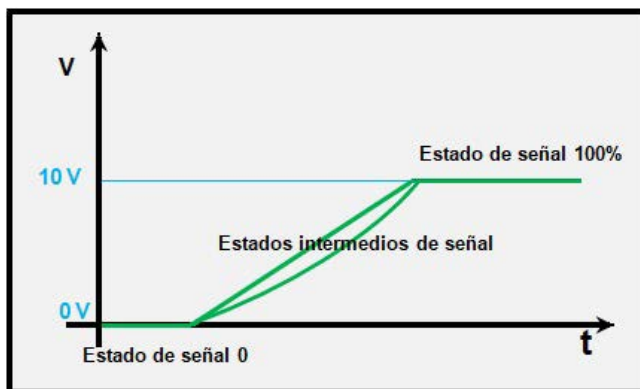 V
Estado de señal 100%
10 V
Estados intermedios de señal
0 V
t
Estado de señal 0